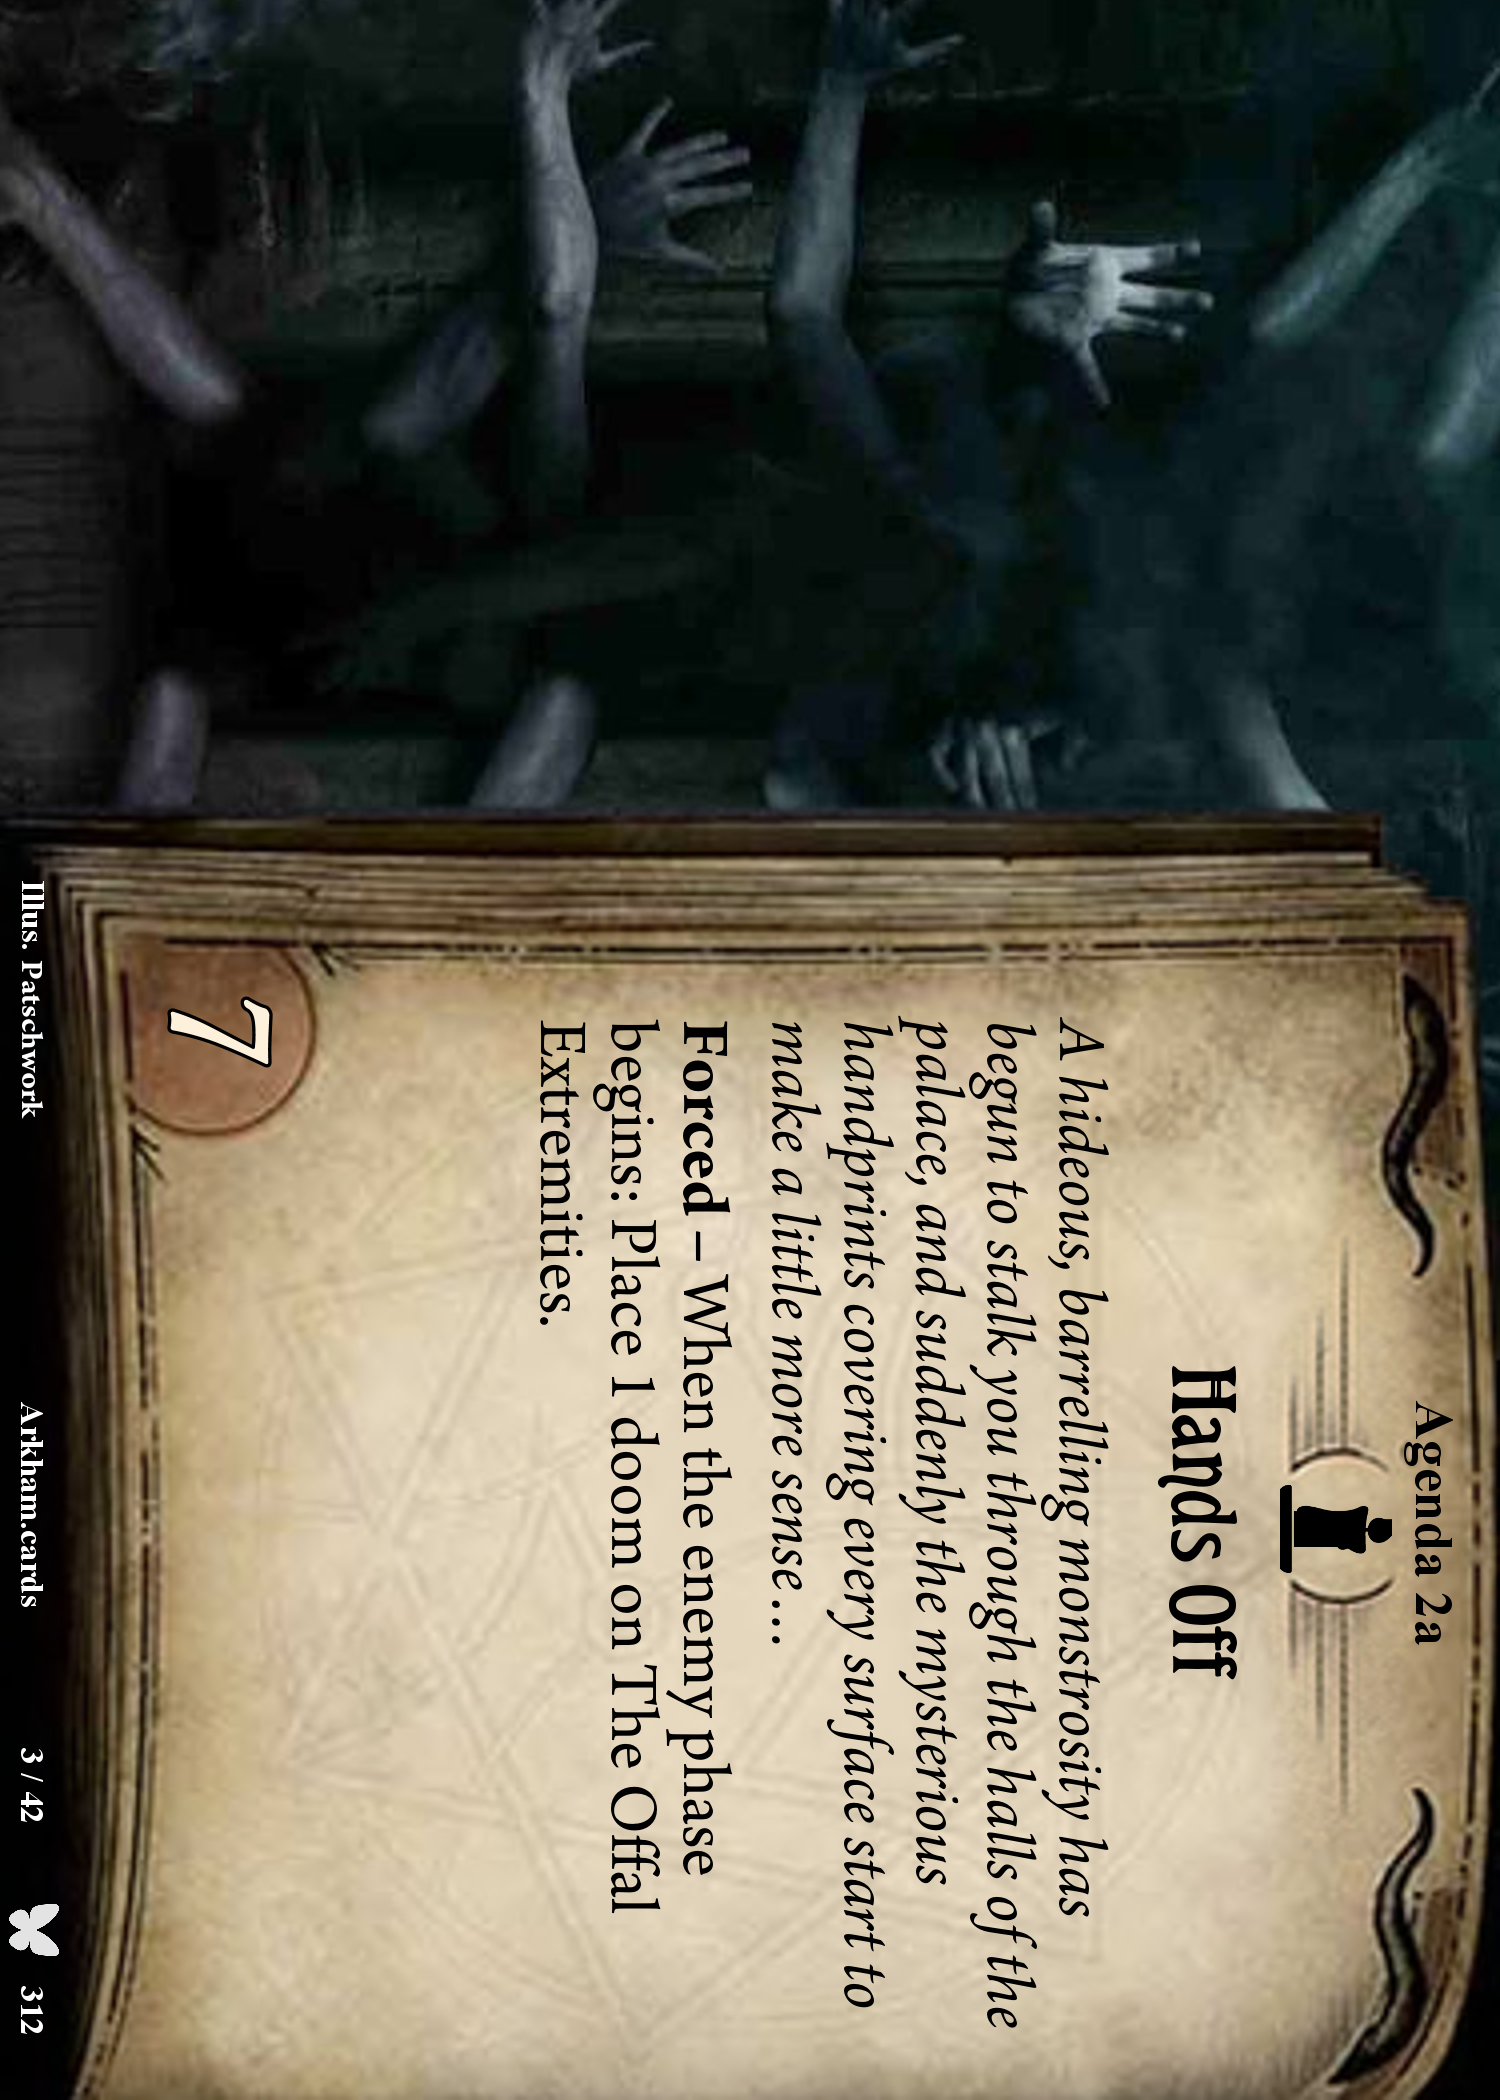 Agenda 2a
Hands Off
A hideous, barrelling monstrosity has
begun to stalk you through the halls of the
palace, and suddenly the mysterious
handprints covering every surface start to
make a little more sense…
Forced – When the enemy phase
begins: Place 1 doom on The Offal
Extremities.
7
Illus. Patschwork
Arkham.cards
3 / 42
312